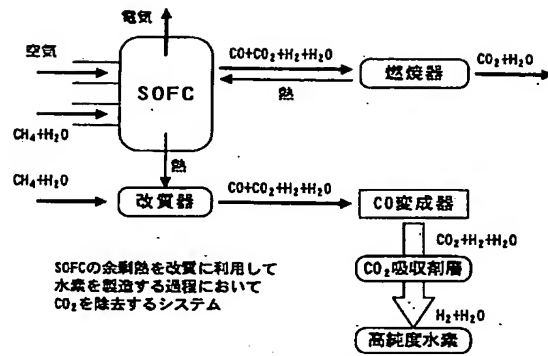 電気
空気
CO+CO₂+H₂+H₂O
CO₂+H₂O
SOFC
燃焼器
熱
CH₄+H₂O
熱
CH₄+H₂O
CO+CO₂+H₂+H₂O
改質器
CO変成器
CO₂+H₂+H₂O
SOFCの余剰熱を改質に利用して
水素を製造する過程において
CO₂を除去するシステム
CO₂吸収剤層
H₂+H₂O
高純度水素